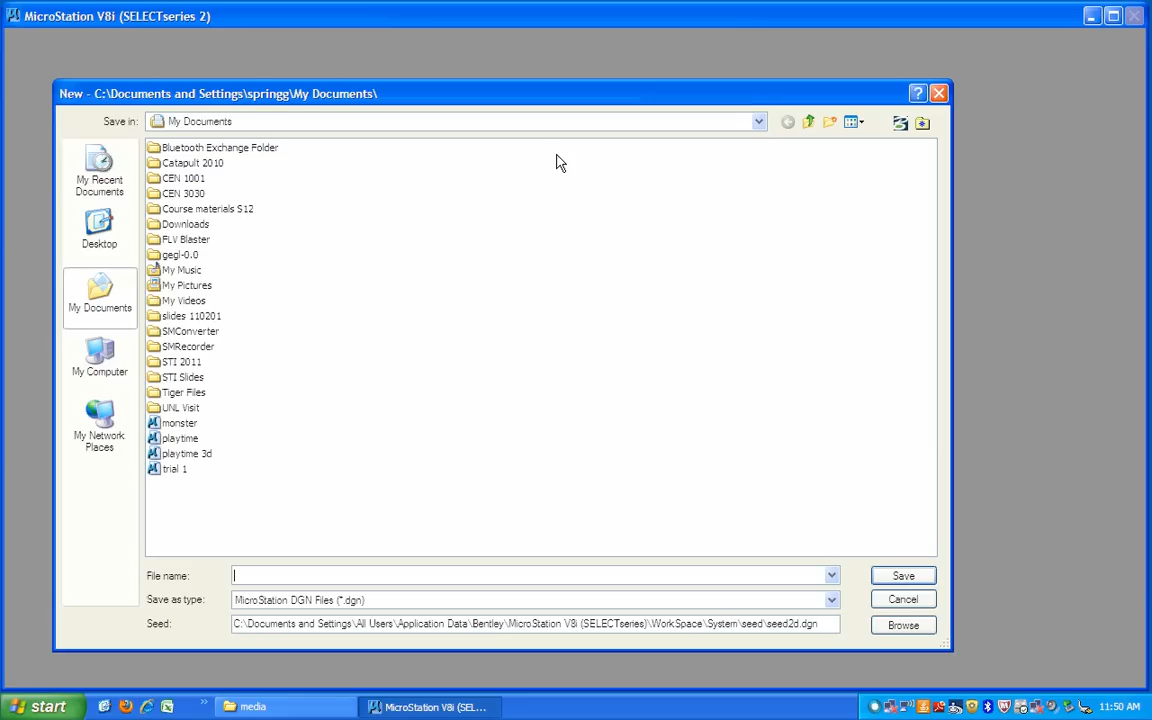 MicroStation V8i (SELECTseries 2)
New - C:\Documents and Settings\springg\My Documents\
Save in:
My Documents
My Recent
Documents
Desktop
My Documents
My Computer
My Network
Places
Bluetooth Exchange Folder
Catapult 2010
CEN 1001
CEN 3030
Course materials S12
Downloads
FLV Blaster
gegl-0.0
My Music
My Pictures
My Videos
slides 110201
SMConverter
SMRecorder
STI 2011
STI Slides
Tiger Files
UNL Visit
monster
playtime
playtime 3d
trial 1
File name:
Save
Save as type:
MicroStation DGN Files (*.dgn)
Cancel
Seed:
C:\Documents and Settings\All Users\Application Data\Bentley\MicroStation V8i (SELECTseries)\WorkSpace\System\seed\seed2d.dgn
Browse
start
media
MicroStation V8i (SEL...
11:50 AM